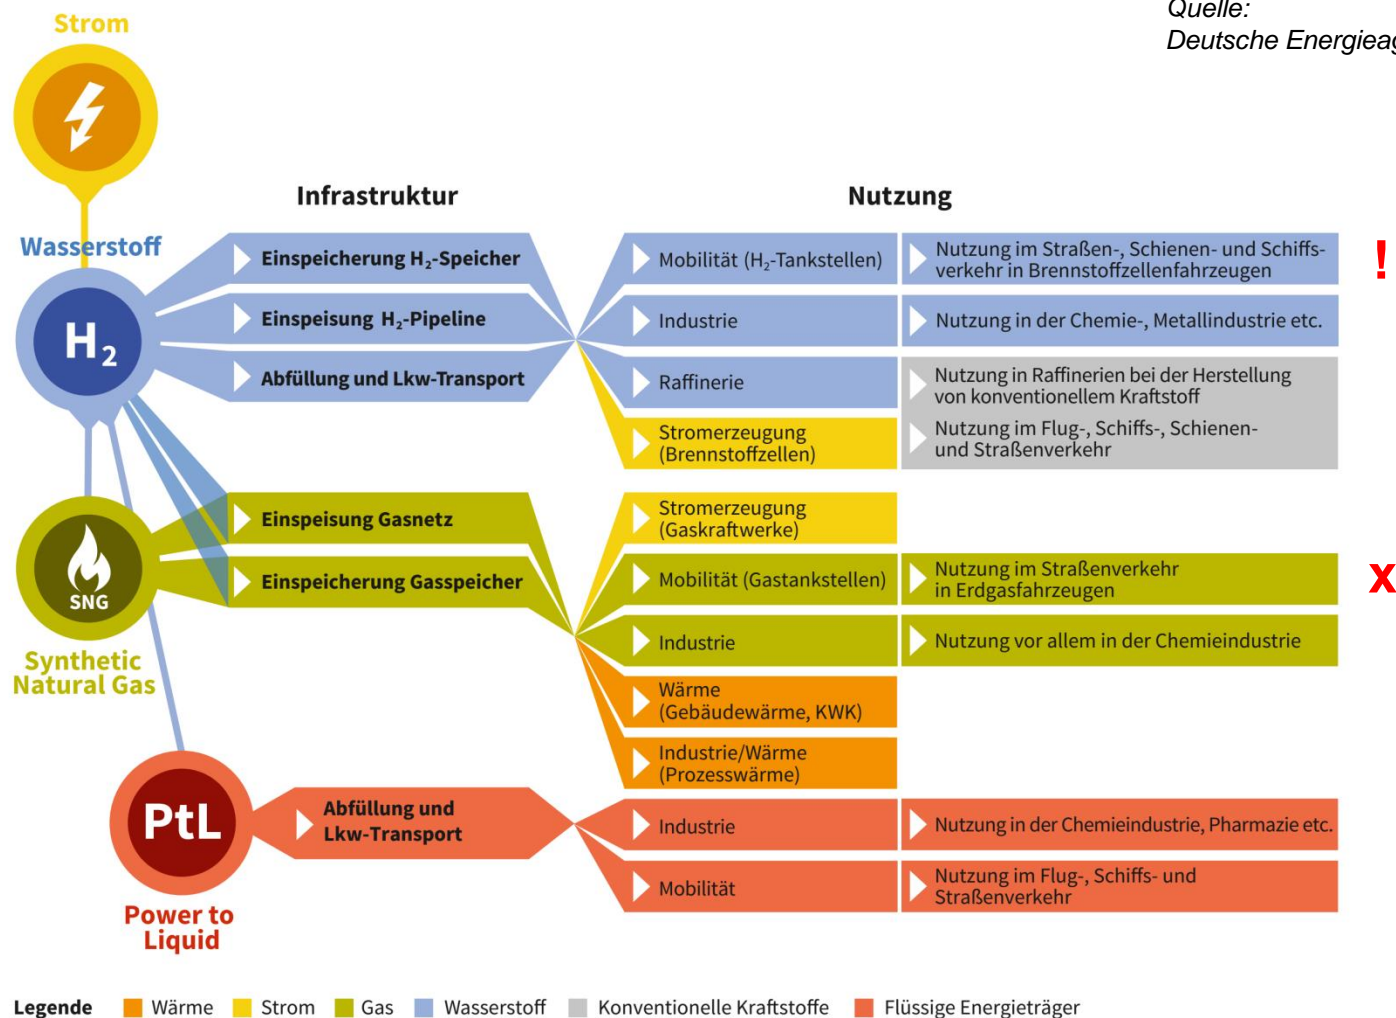 Quelle:
Deutsche
Strom
Infrastruktur
Nutzung
Wasserstoff
H₂
Einspeicherung H₂-Speicher
Einspeisung H₂-Pipeline
Abfüllung und Lkw-Transport
Mobilität (H₂-Tankstellen)
Nutzung im Straßen-, Schienen- und Schiffs-
verkehr in Brennstoffzellenfahrzeugen
!
Industrie
Nutzung in der Chemie-, Metallindustrie etc.
Raffinerie
Nutzung in Raffinerien bei der Herstellung
von konventionellem Kraftstoff
Stromerzeugung
(Brennstoffzellen)
Nutzung im Flug-, Schiffs-, Schienen-
und Straßenverkehr
SNG
Synthetic
Natural Gas
Einspeisung Gasnetz
Einspeicherung Gasspeicher
Stromerzeugung
(Gaskraftwerke)
Mobilität (Gastankstellen)
Nutzung im Straßenverkehr
in Erdgasfahrzeugen
x
Industrie
Nutzung vor allem in der Chemieindustrie
Wärme
(Gebäudewärme, KWK)
Industrie/Wärme
(Prozesswärme)
PtL
Power to
Liquid
Abfüllung und
Lkw-Transport
Industrie
Nutzung in der Chemieindustrie, Pharmazie etc.
Mobilität
Nutzung im Flug-, Schiffs- und
Straßenverkehr
Legende Wärme Strom Gas Wasserstoff Konventionelle Kraftstoffe Flüssige Energieträger